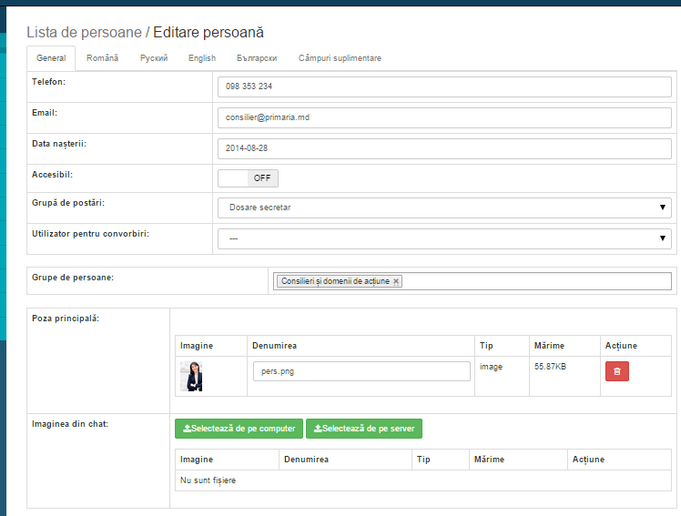 Lista de persoane / Editare persoană
General Română Русский English Български Câmpuri suplimentare
Telefon: 098 353 234
Email: consilier@primaria.md
Data nașterii: 2014-08-28
Accesibil: OFF
Grupă de postări: Dosare secretar
Utilizator pentru convorbiri: ---
Grupe de persoane: Consilieri și domenii de acțiune ×
Poza principală:
Imagine Denumirea Tip Mărime Acțiune
pers.png image 55.87KB
Imaginea din chat: Selectează de pe computer Selectează de pe server
Imagine Denumirea Tip Mărime Acțiune
Nu sunt fișiere